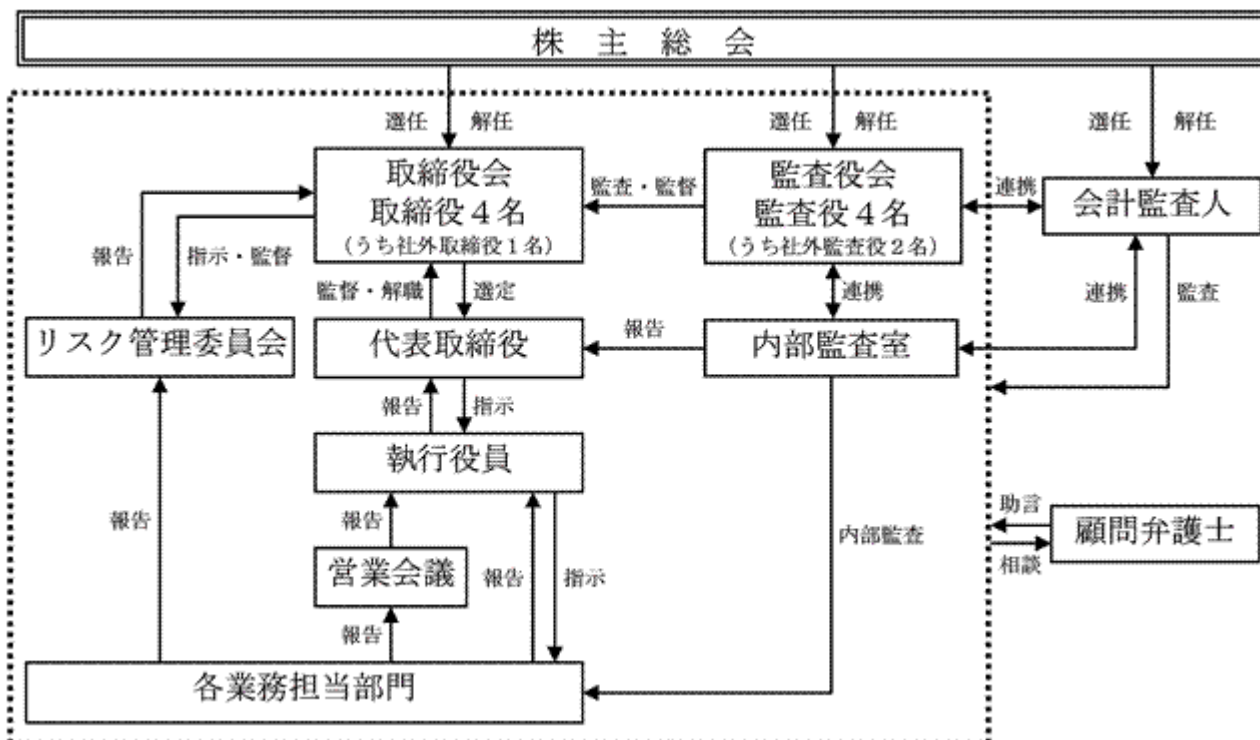 株主総会
選任 解任
選任 解任
選任 解任
取締役会
取締役4名
(うち社外取締役1名)
監査・監督
監査役会
監査役4名
(うち社外監査役2名)
連携
会計監査人
報告
指示・監督
監督・解職
選定
連携
連携
監査
リスク管理委員会
代表取締役
報告
内部監査室
報告
指示
執行役員
報告
報告
営業会議
報告
指示
内部監査
助言
顧問弁護士
相談
報告
各業務担当部門